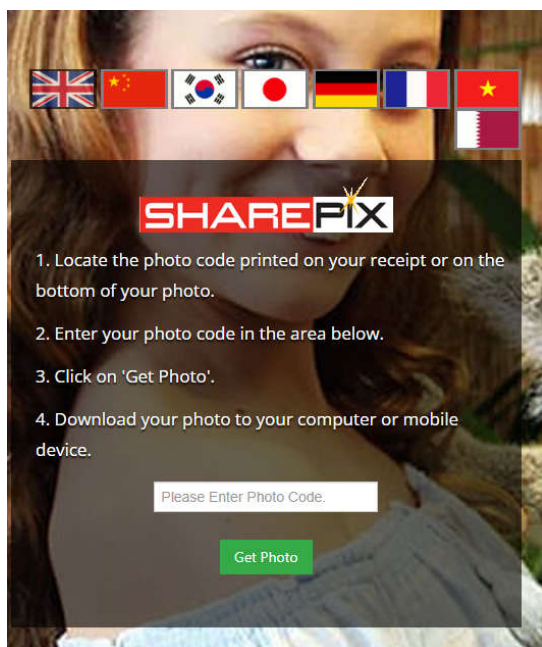 SHAREPIX
1. Locate the photo code printed on your receipt or on the
bottom of your photo.
2. Enter your photo code in the area below.
3. Click on 'Get Photo'.
4. Download your photo to your computer or mobile
device.
Please Enter Photo Code.
Get Photo